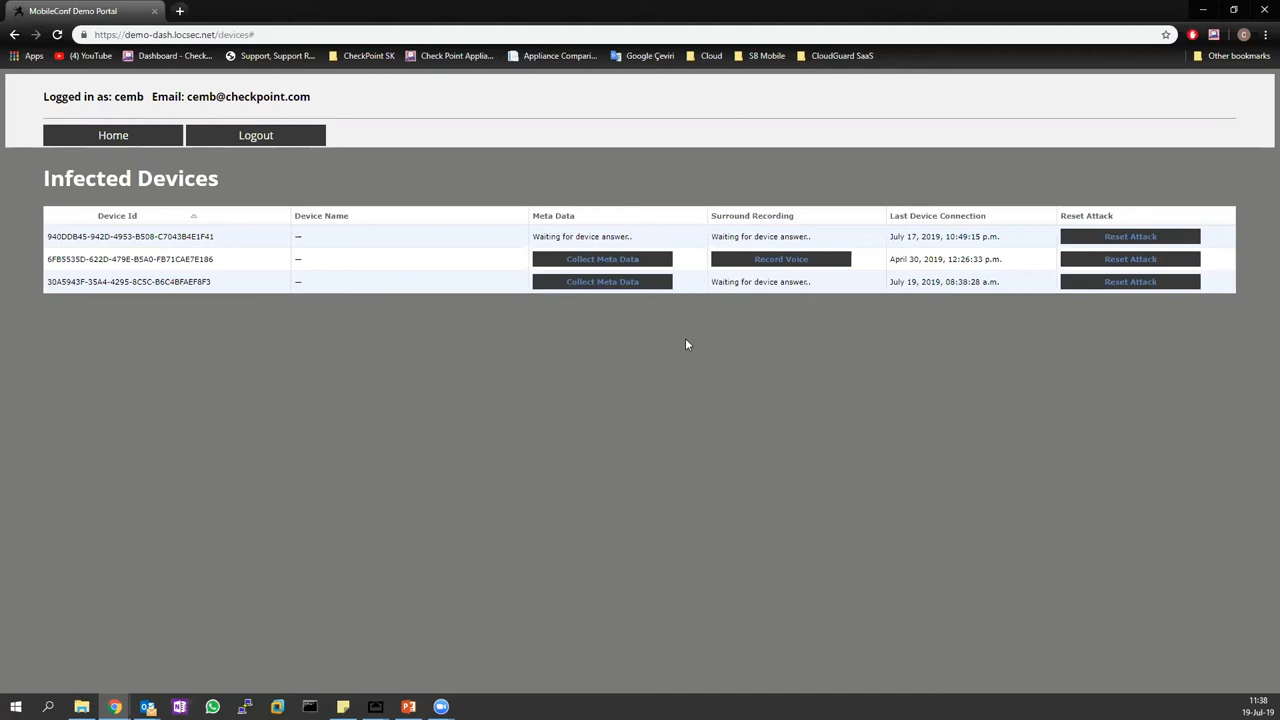 MobileConf Demo Portal
https://demo-dash.locsec.net/devices#
Apps (4) YouTube Dashboard - Check... Support, Support R... CheckPoint SK Check Point Applia... Appliance Compari... Google Çeviri Cloud SB Mobile CloudGuard SaaS Other bookmarks
Logged in as: cemb Email: cemb@checkpoint.com
Home Logout
Infected Devices
Device Id Device Name Meta Data Surround Recording Last Device Connection Reset Attack
940DDB45-942D-4953-B508-C7043B4E1F41 — Waiting for device answer.. Waiting for device answer.. July 17, 2019, 10:49:15 p.m. Reset Attack
6FB5535D-622D-479E-B5A0-FB71CAE7E186 — Collect Meta Data Record Voice April 30, 2019, 12:26:33 p.m. Reset Attack
30A5943F-35A4-4295-8C5C-B6C4BFAEF8F3 — Collect Meta Data Waiting for device answer.. July 19, 2019, 08:38:28 a.m. Reset Attack
11:38
19-Jul-19